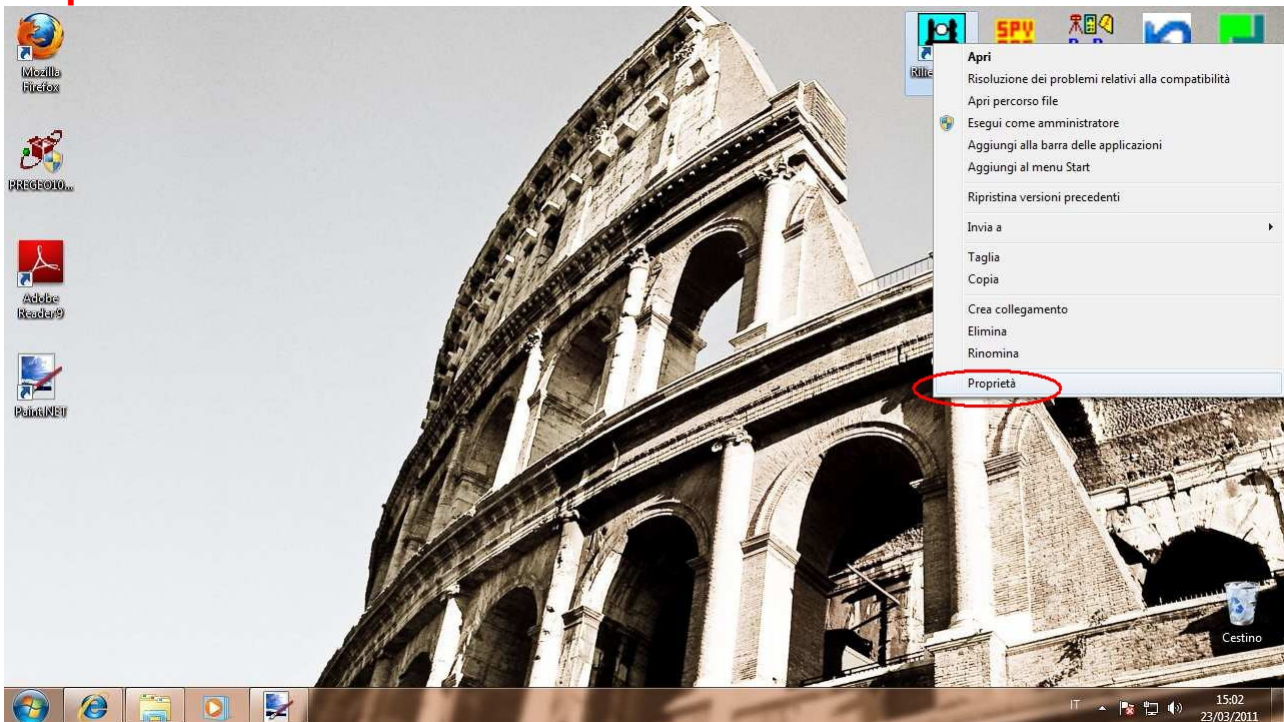 Mozilla
Firefox
PREGEO10...
Adobe
Reader 9
Paint.NET
SPY
Apri
Risoluzione dei problemi relativi alla compatibilità
Apri percorso file
Esegui come amministratore
Aggiungi alla barra delle applicazioni
Aggiungi al menu Start
Ripristina versioni precedenti
Invia a
Taglia
Copia
Crea collegamento
Elimina
Rinomina
Proprietà
Cestino
IT
15:02
23/03/2011